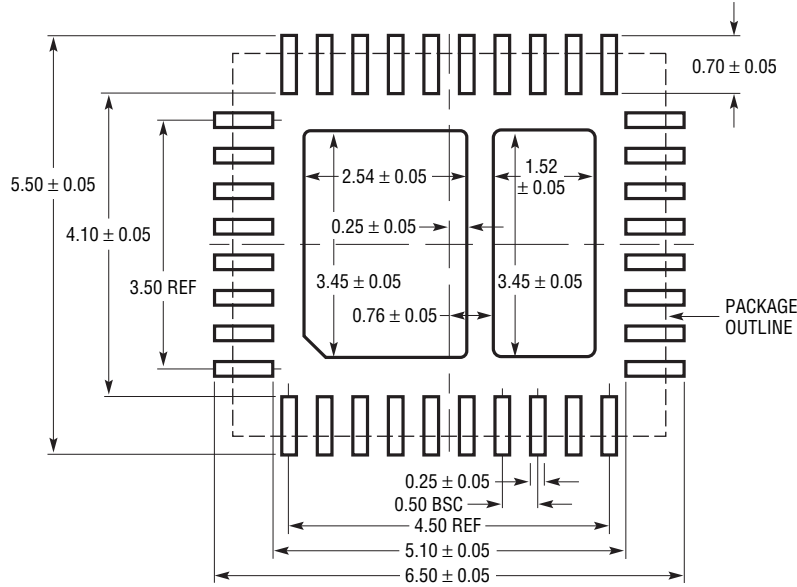 0.70 ± 0.05
5.50 ± 0.05
2.54 ± 0.05
1.52
± 0.05
4.10 ± 0.05
0.25 ± 0.05
3.50 REF
3.45 ± 0.05
3.45 ± 0.05
0.76 ± 0.05
PACKAGE
OUTLINE
0.25 ± 0.05
0.50 BSC
4.50 REF
5.10 ± 0.05
6.50 ± 0.05